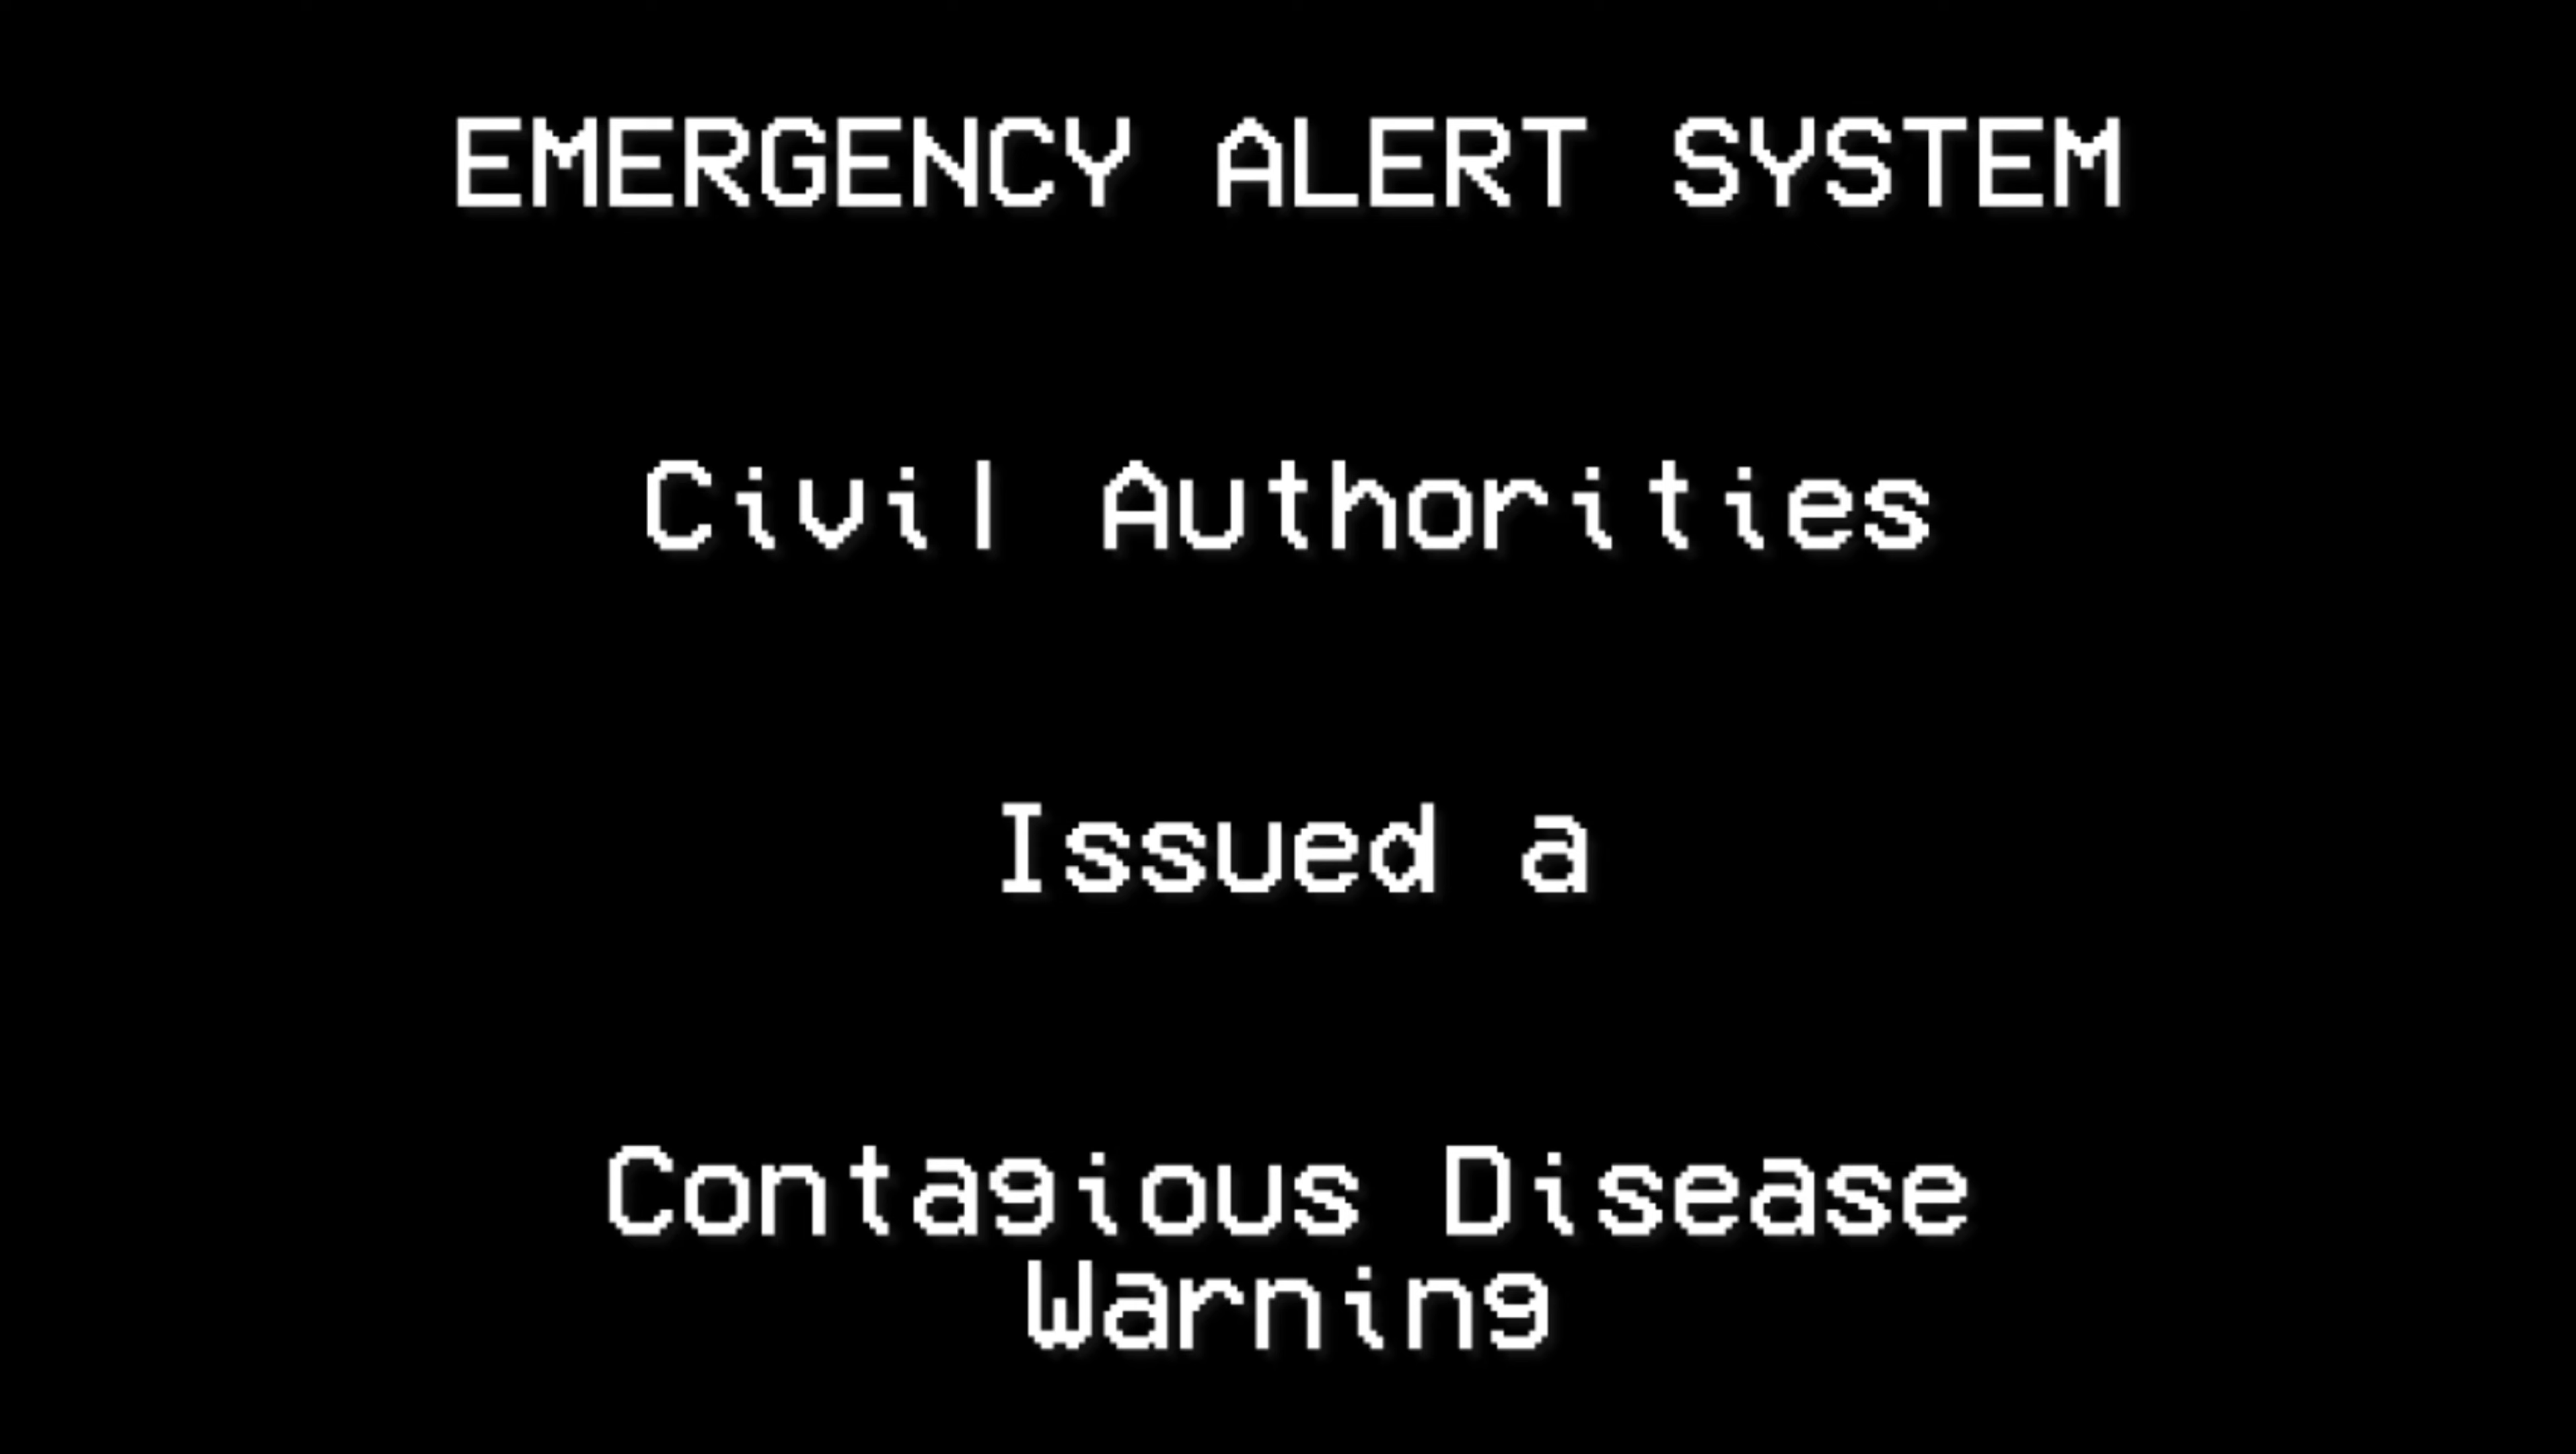 EMERGENCY ALERT SYSTEM
Civil Authorities
Issued a
Contagious Disease
Warning